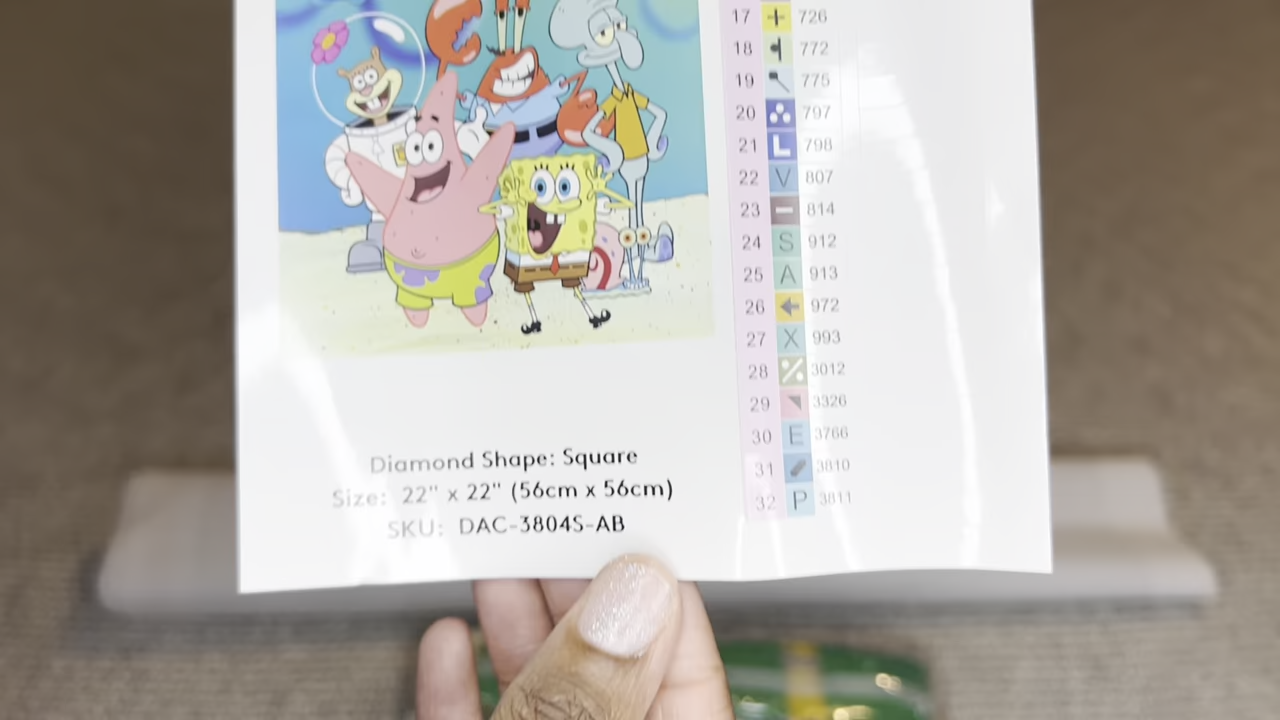 17 726
18 772
19 775
20 797
21 L 798
22 V 807
23 814
24 S 912
25 A 913
26 972
27 X 993
28 % 3012
29 3326
30 E 3766
31 3810
32 P 3811
Diamond Shape: Square
Size: 22" x 22" (56cm x 56cm)
SKU: DAC-3804S-AB